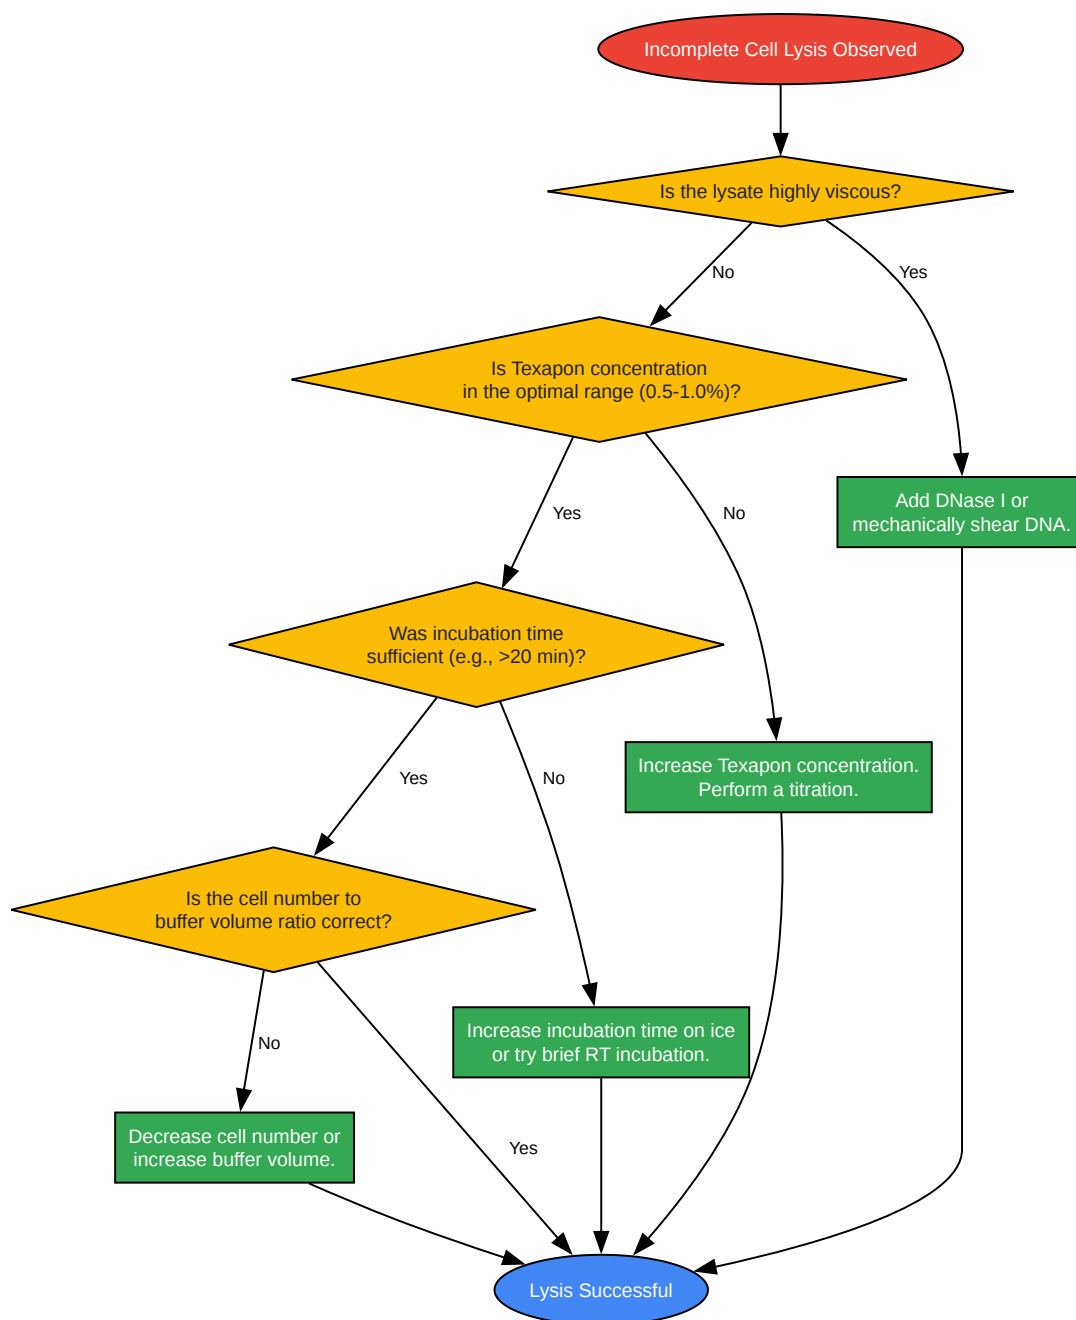 Incomplete Cell Lysis Observed
Is the lysate highly viscous?
No
Yes
Is Texapon concentration
in the optimal range (0.5-1.0%)?
Add DNase I or
mechanically shear DNA.
Yes
No
Was incubation time
sufficient (e.g., >20 min)?
Increase Texapon concentration.
Perform a titration.
Yes
No
Is the cell number to
buffer volume ratio correct?
Increase incubation time on ice
or try brief RT incubation.
No
Decrease cell number or
increase buffer volume.
Yes
Lysis Successful